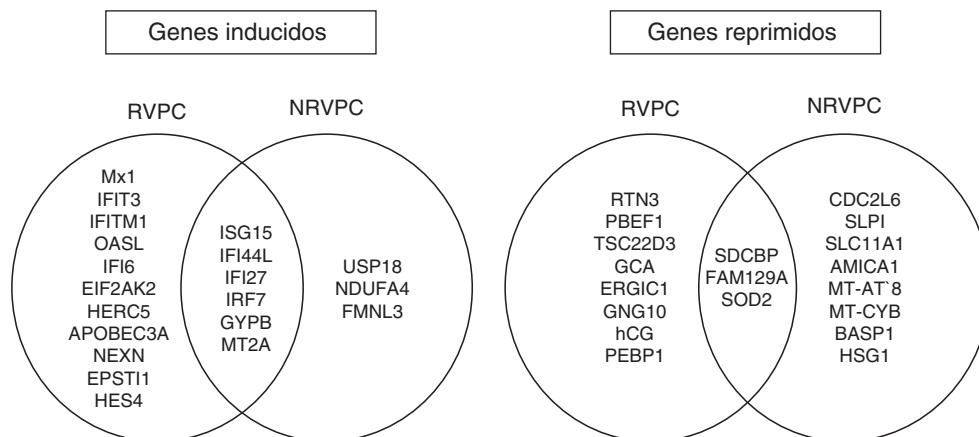 Genes inducidos
RVPC
NRVPC
Mx1
IFIT3
IFITM1
OASL
IFI6
EIF2AK2
HERC5
APOBEC3A
NEXN
EPSTI1
HES4
ISG15
IFI44L
IFI27
IRF7
GYPB
MT2A
USP18
NDUFA4
FMNL3
Genes reprimidos
RVPC
NRVPC
RTN3
PBEF1
TSC22D3
GCA
ERGIC1
GNG10
hCG
PEBP1
SDCBP
FAM129A
SOD2
CDC2L6
SLPI
SLC11A1
AMICA1
MT-AT`8
MT-CYB
BASP1
HSG1